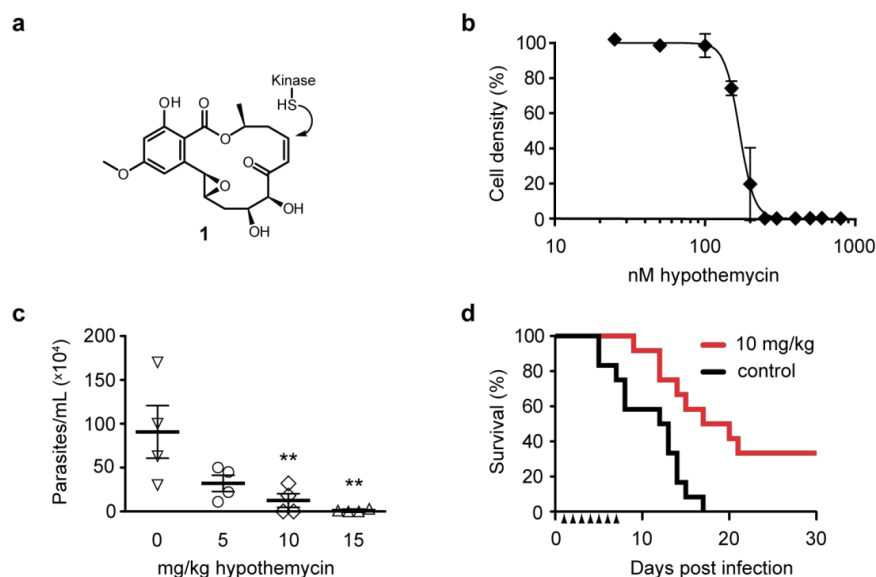 a
Kinase
HS
OH
O
O
O
O
O
O
OH
OH
1
b
Cell density (%)
100
80
60
40
20
0
10
100
1000
nM hypothemycin
c
Parasites/mL (×10⁴)
200
150
100
50
0
**
**
0
5
10
15
mg/kg hypothemycin
d
Survival (%)
100
80
60
40
20
0
10 mg/kg
control
0
10
20
30
Days post infection